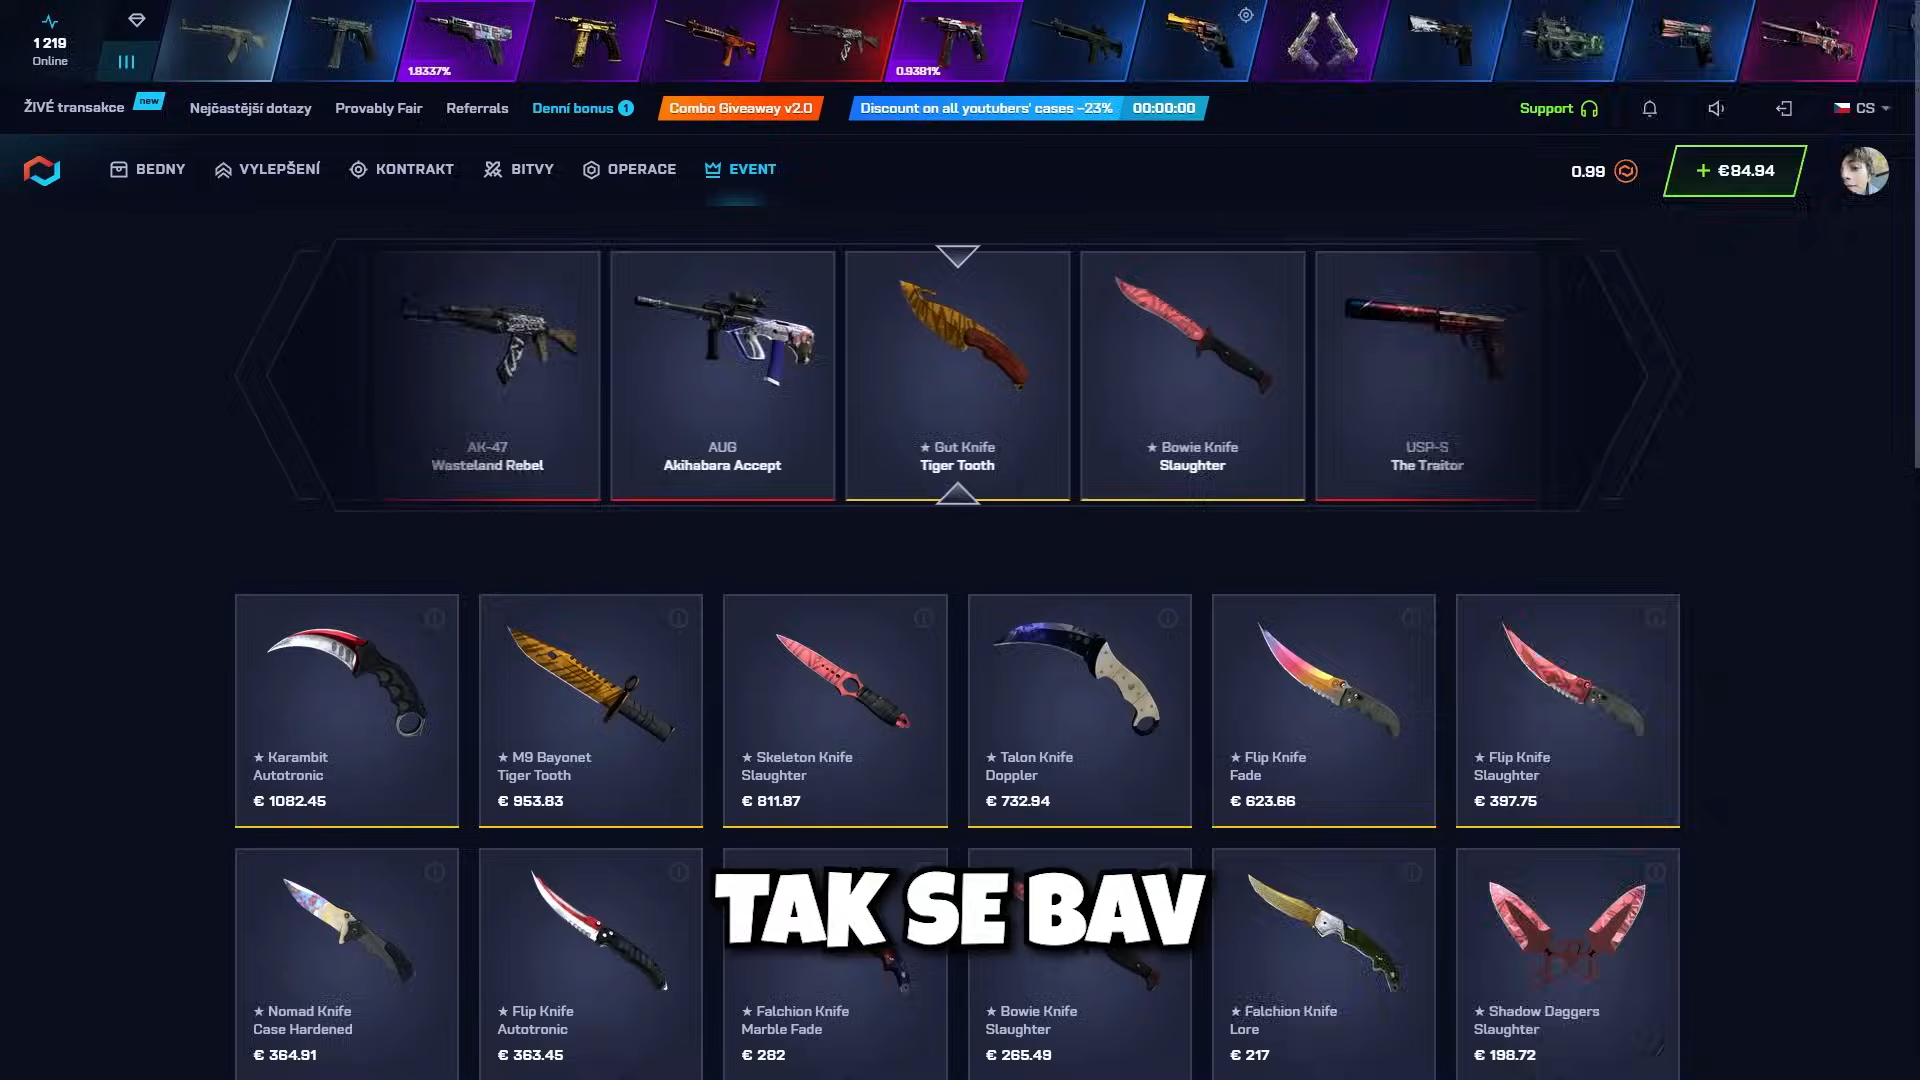 1 219
Online
1.8337%
0.9381%
ŽIVÉ transakce
new
Nejčastější dotazy
Provably Fair
Referrals
Denní bonus 1
Combo Giveaway v2.0
Discount on all youtubers' cases −23%
00:00:00
Support
CS
BEDNY
VYLEPŠENÍ
KONTRAKT
BITVY
OPERACE
EVENT
0.99
+ €84.94
AK-47
Wasteland Rebel
AUG
Akihabara Accept
★ Gut Knife
Tiger Tooth
★ Bowie Knife
Slaughter
USP-S
The Traitor
★ Karambit
Autotronic
€ 1082.45
★ M9 Bayonet
Tiger Tooth
€ 953.83
★ Skeleton Knife
Slaughter
€ 811.87
★ Talon Knife
Doppler
€ 732.94
★ Flip Knife
Fade
€ 623.66
★ Flip Knife
Slaughter
€ 397.75
TAK SE BAV
★ Nomad Knife
Case Hardened
€ 364.91
★ Flip Knife
Autotronic
€ 363.45
★ Falchion Knife
Marble Fade
€ 282
★ Bowie Knife
Slaughter
€ 265.49
★ Falchion Knife
Lore
€ 217
★ Shadow Daggers
Slaughter
€ 198.72